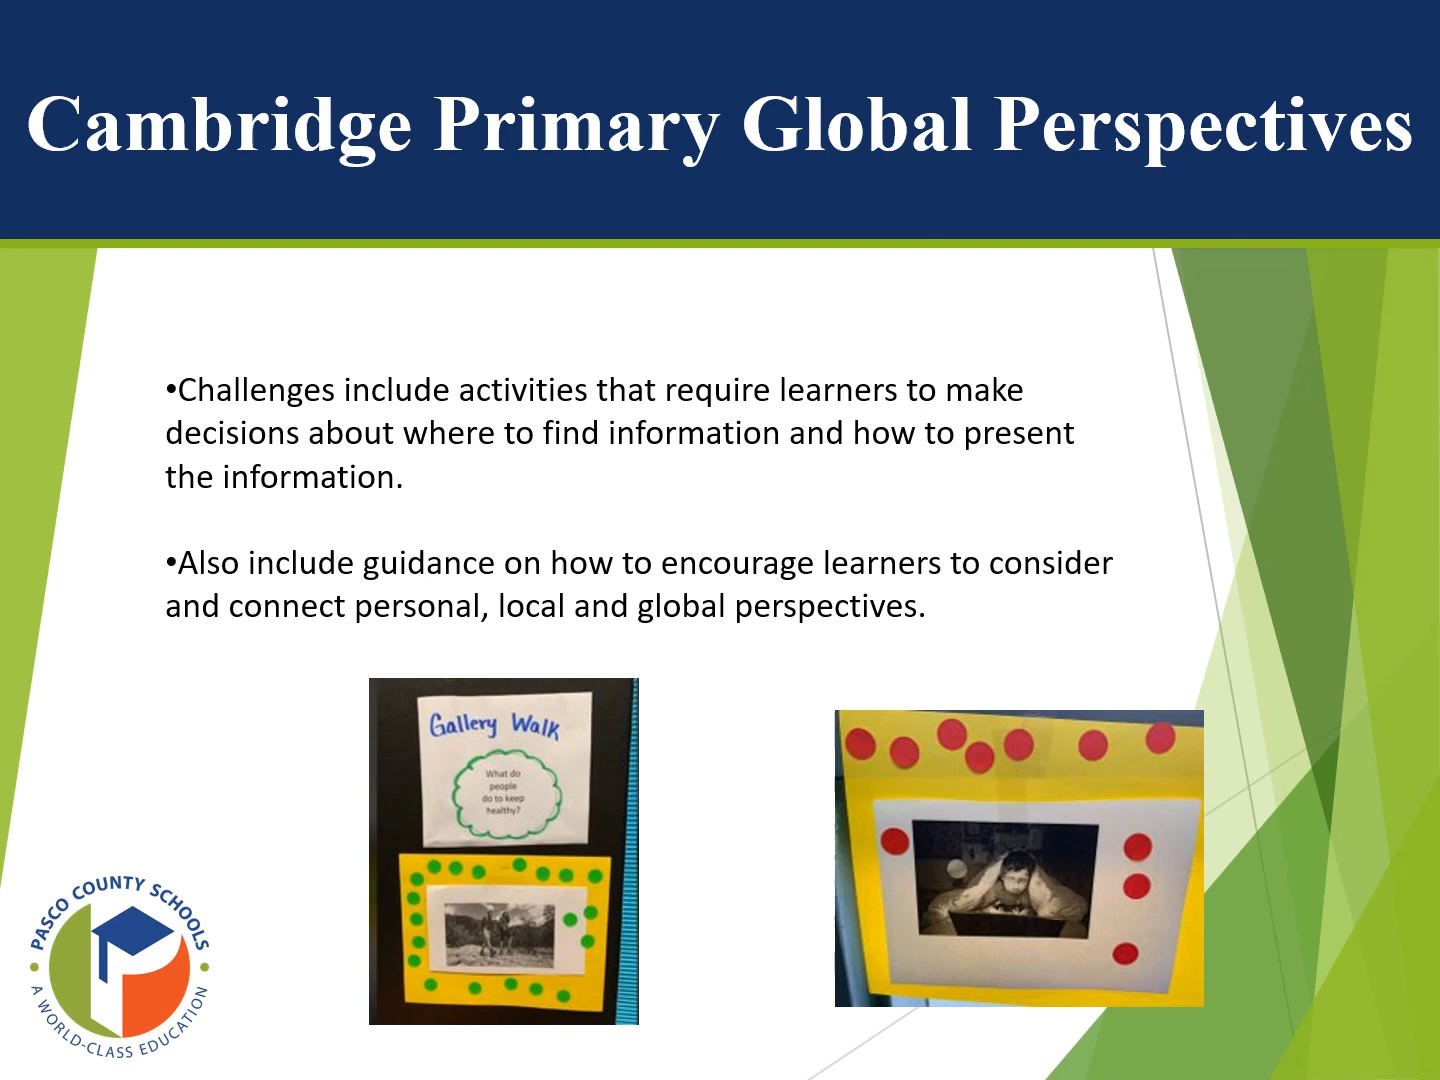 Cambridge Primary Global Perspectives
•Challenges include activities that require learners to make
decisions about where to find information and how to present
the information.
•Also include guidance on how to encourage learners to consider
and connect personal, local and global perspectives.
Gallery Walk
What do
people
do to keep
healthy?
PASCO COUNTY SCHOOLS
A WORLD-CLASS EDUCATION